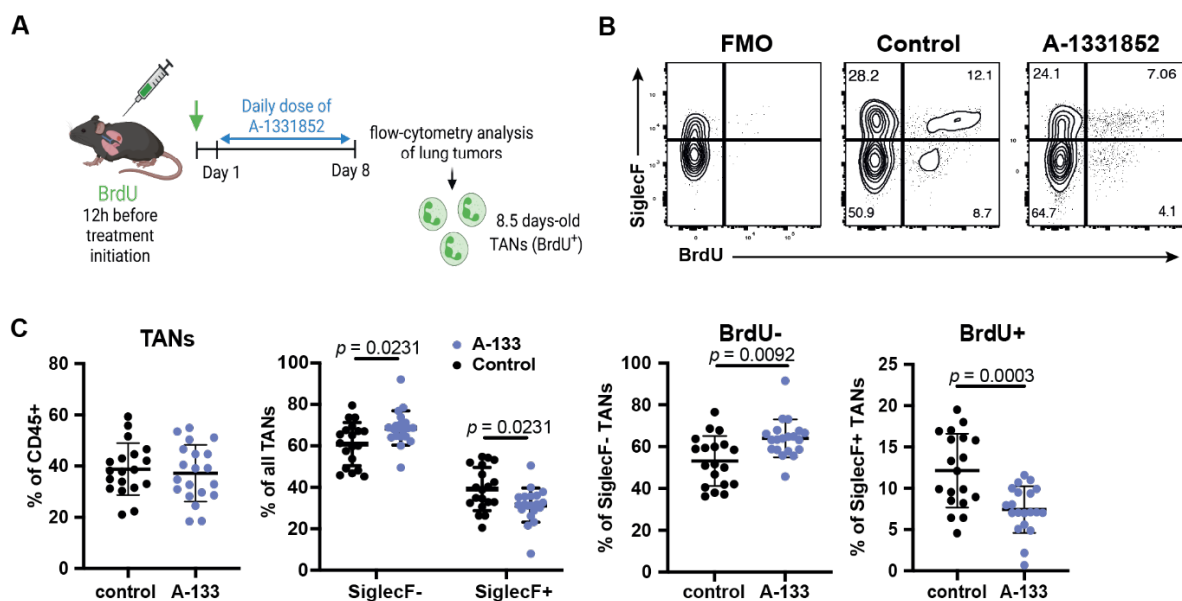 A
Daily dose of
A-1331852
flow-cytometry analysis
of lung tumors
Day 1
Day 8
BrdU
12h before
treatment
initiation
8.5 days-old
TANs (BrdU+)
B
FMO
Control
A-1331852
28.2
12.1
24.1
7.06
50.9
8.7
64.7
4.1
SiglecF
BrdU
C
TANs
% of CD45+
80
60
40
20
0
control
A-133
A-133
Control
p = 0.0231
p = 0.0231
% of all TANs
100
80
60
40
20
0
SiglecF-
SiglecF+
BrdU-
p = 0.0092
% of SiglecF- TANs
100
80
60
40
20
0
control
A-133
BrdU+
p = 0.0003
% of SiglecF+ TANs
25
20
15
10
5
0
control
A-133